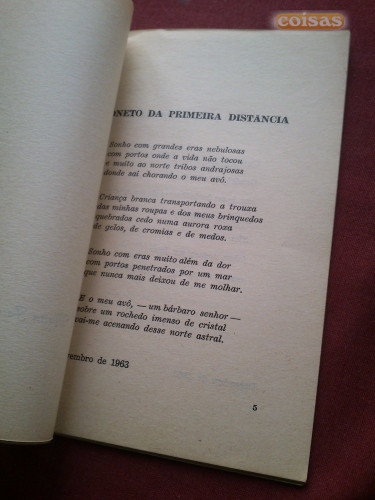 coisas
ONETO DA PRIMEIRA DISTANCIA
Sonho com grandes eras nebulosas
com portos onde a vida não tocou
e muito ao norte tribos andrajosas
donde sai chorando o meu avô.
Criança branca transportando a trouxa
das minhas roupas e dos meus brinquedos
quebrados cedo numa aurora roxa
de gelos, de cromias e de medos.
Sonho com eras muito além da dor
com portos penetrados por um mar
que nunca mais deixou de me molhar.
E o meu avô, — um bárbaro senhor —
sobre um rochedo imenso de cristal
vai-me acenando desse norte astral.
embro de 1963
5